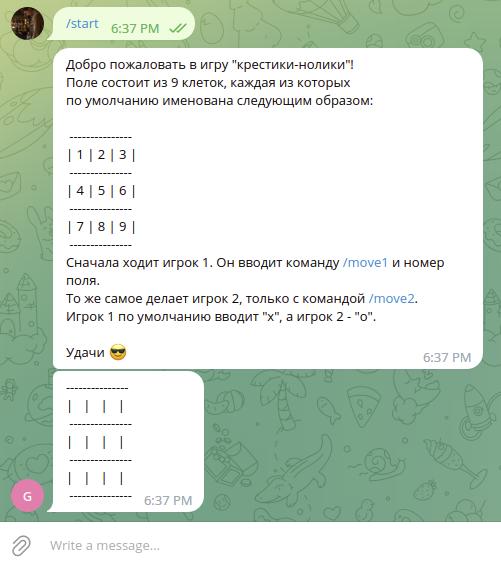 /start 6:37 PM
Добро пожаловать в игру "крестики-нолики"!
Поле состоит из 9 клеток, каждая из которых
по умолчанию именована следующим образом:
---------------
| 1 | 2 | 3 |
---------------
| 4 | 5 | 6 |
---------------
| 7 | 8 | 9 |
---------------
Сначала ходит игрок 1. Он вводит команду /move1 и номер
поля.
То же самое делает игрок 2, только с командой /move2.
Игрок 1 по умолчанию вводит "x", а игрок 2 - "o".
Удачи 😎
6:37 PM
---------------
| | | |
---------------
| | | |
---------------
| | | |
---------------
6:37 PM
G
Write a message...